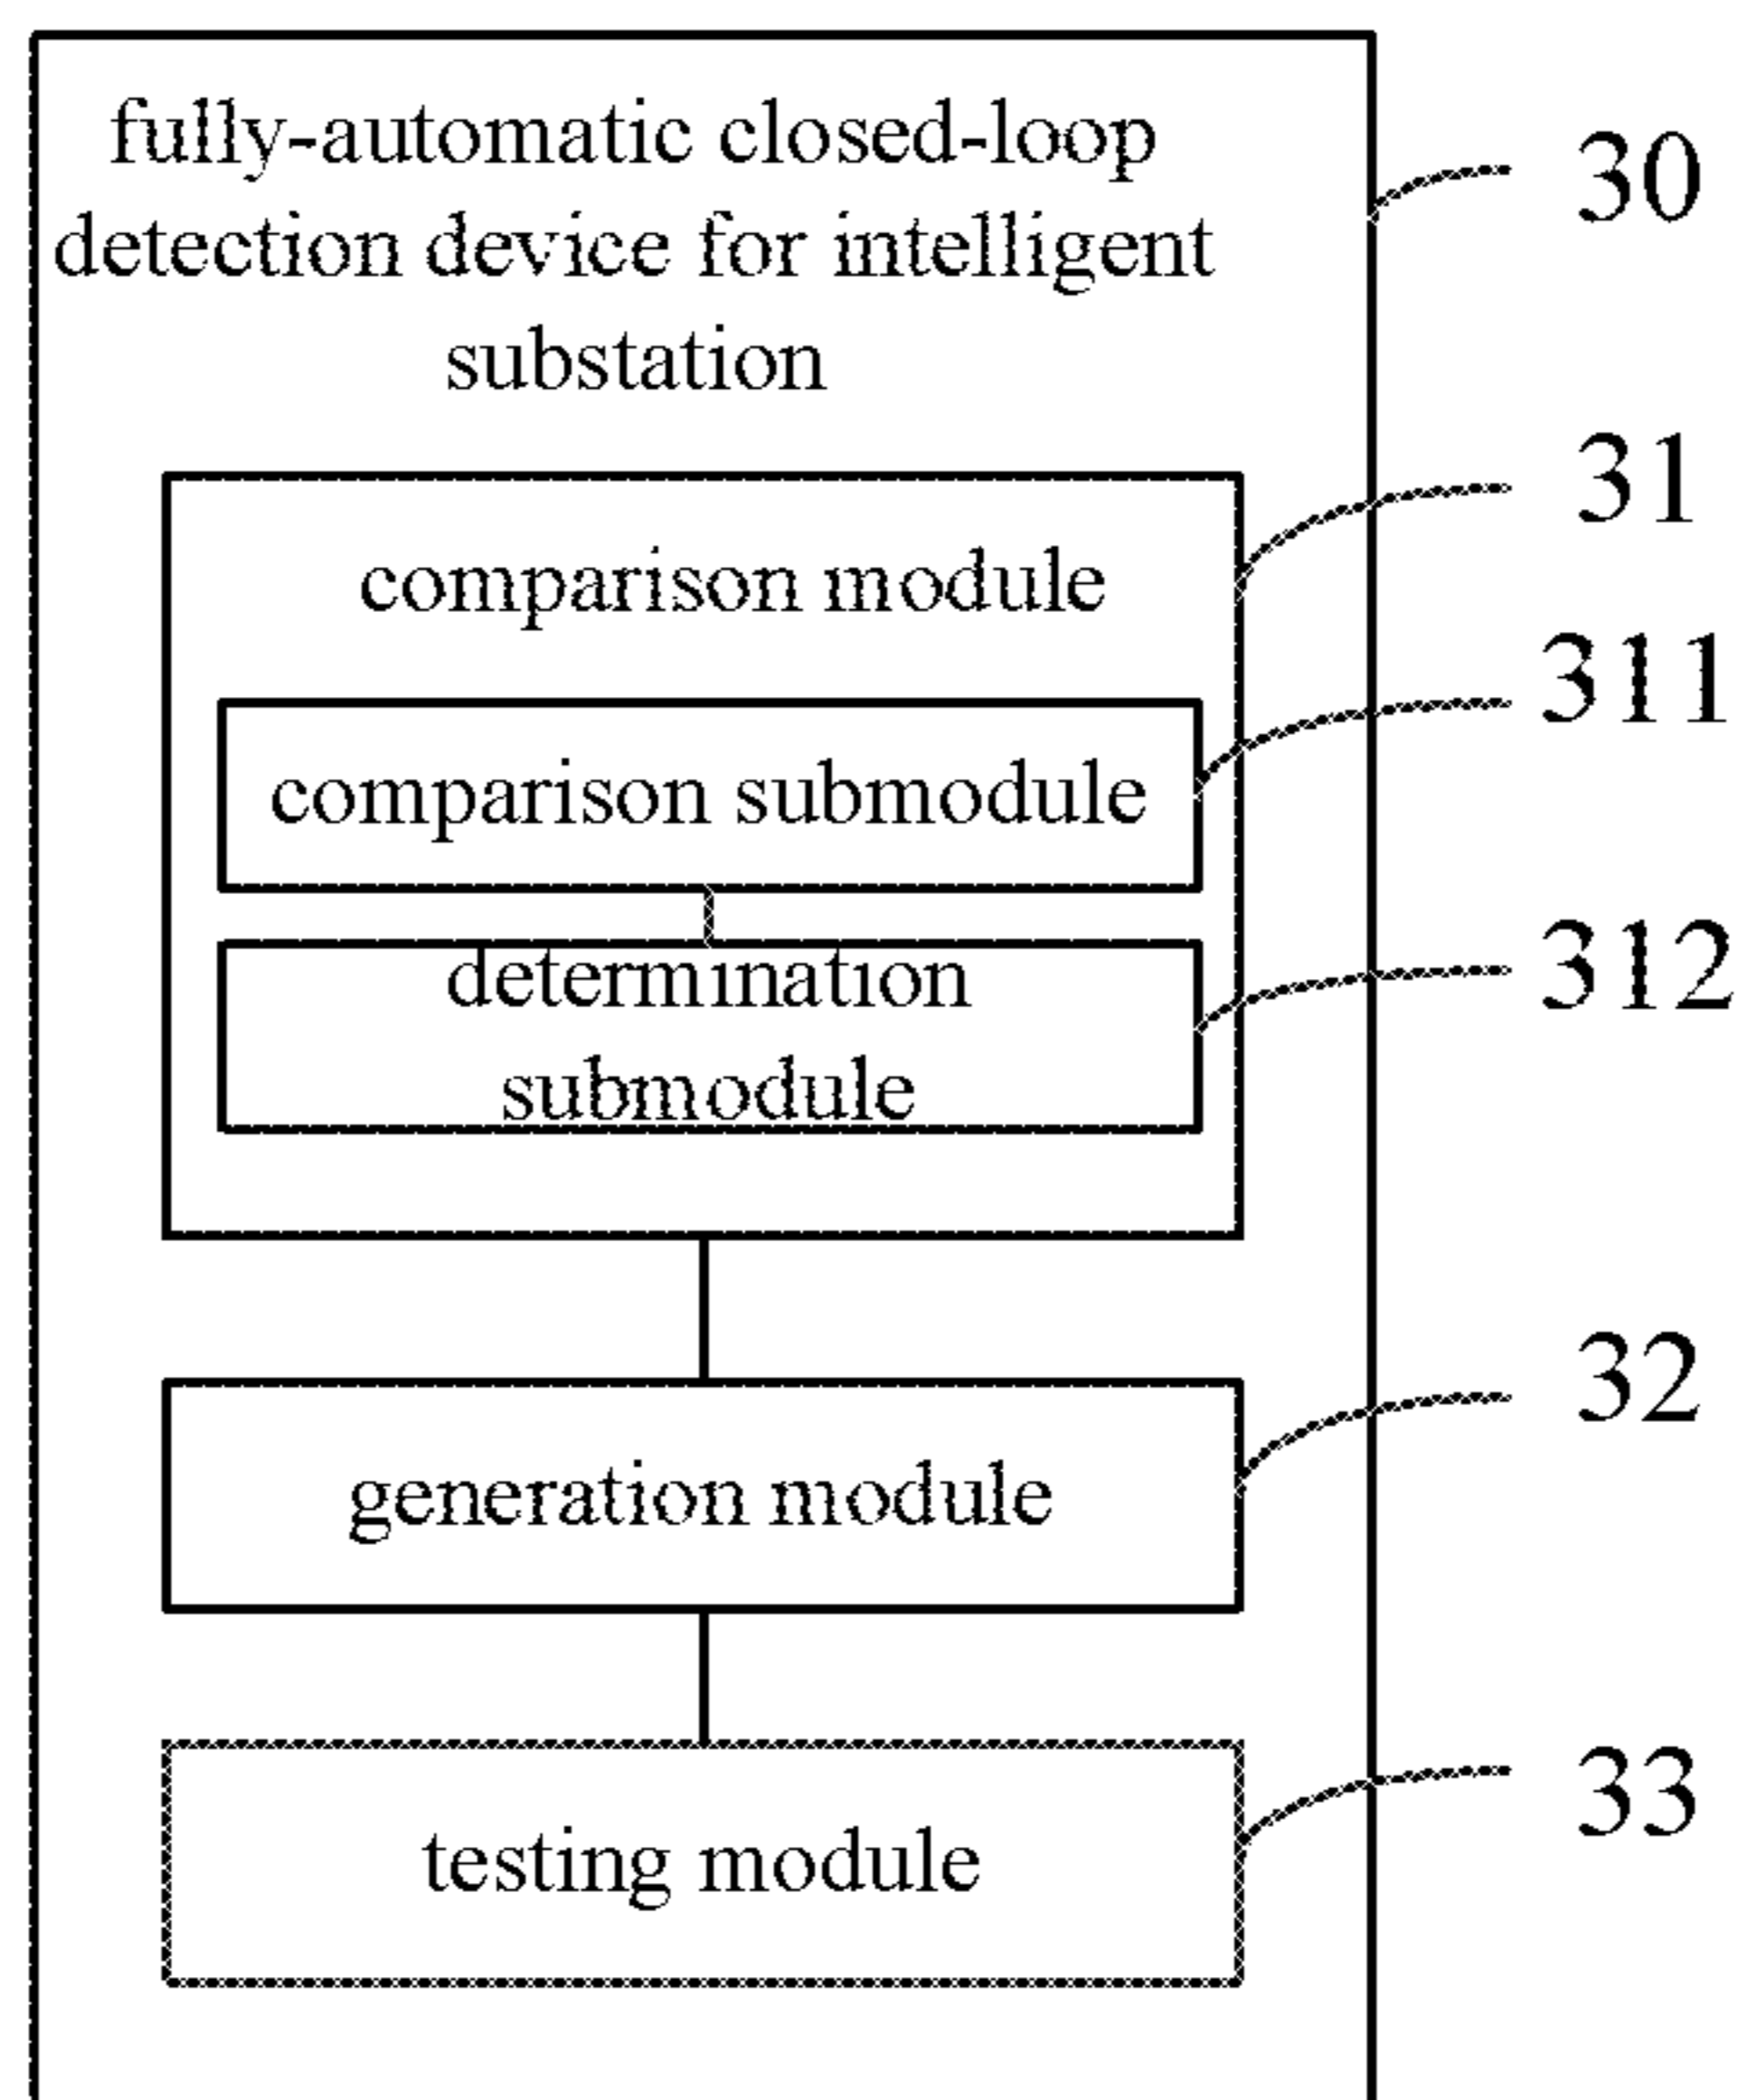 fully-automatic closed-loop
detection device for intelligent
substation
30
comparison module
31
comparison submodule
311
determination
submodule
312
generation module
32
testing module
33